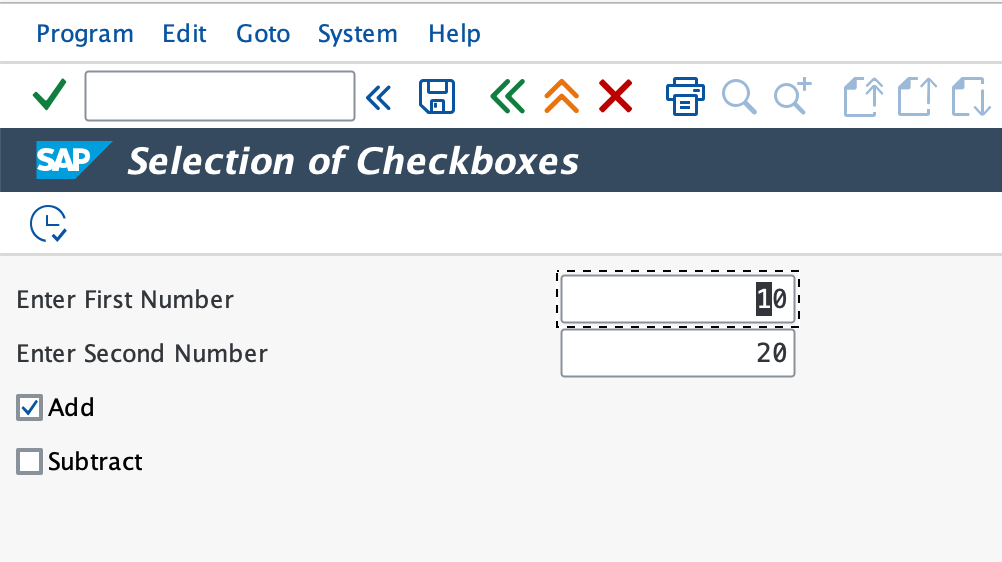 Program Edit Goto System Help
SAP Selection of Checkboxes
Enter First Number 10
Enter Second Number 20
Add
Subtract